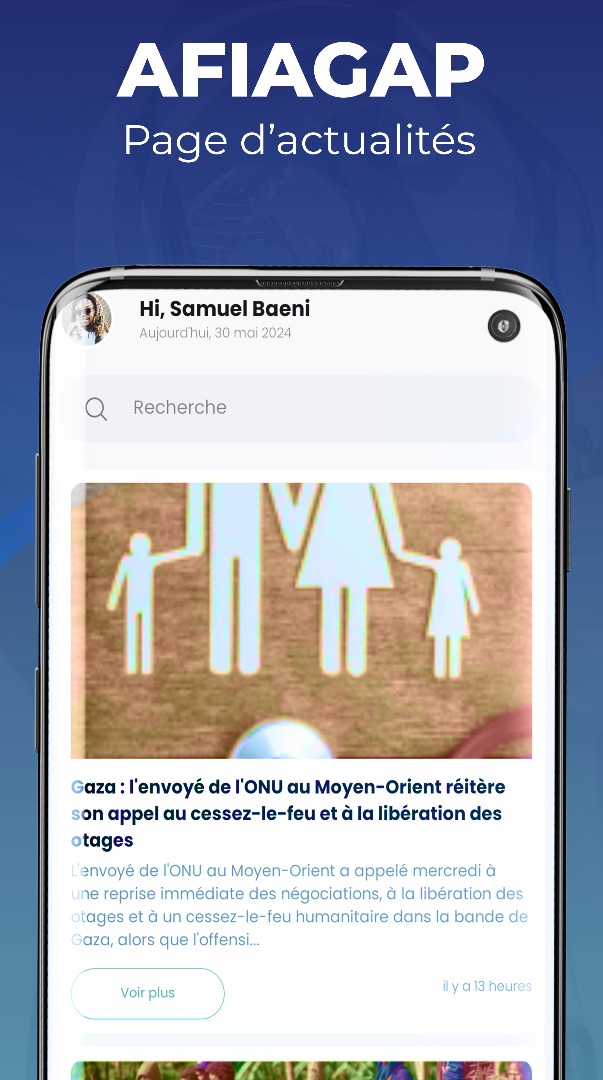 AFIAGAP
Page d’actualités
Hi, Samuel Baeni
Aujourd'hui, 30 mai 2024
Recherche
Gaza : l'envoyé de l'ONU au Moyen-Orient réitère
son appel au cessez-le-feu et à la libération des
otages
L'envoyé de l'ONU au Moyen-Orient a appelé mercredi à
une reprise immédiate des négociations, à la libération des
otages et à un cessez-le-feu humanitaire dans la bande de
Gaza, alors que l'offensi...
Voir plus
il y a 13 heures